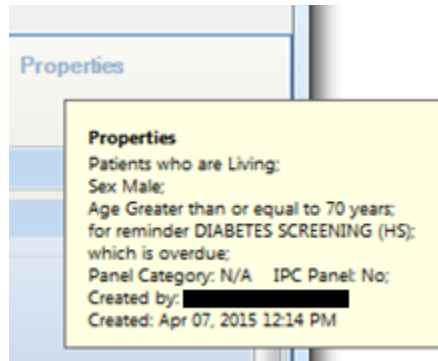 Properties
Properties
Patients who are Living;
Sex Male;
Age Greater than or equal to 70 years;
for reminder DIABETES SCREENING (HS);
which is overdue;
Panel Category: N/A IPC Panel: No;
Created by:
Created: Apr 07, 2015 12:14 PM